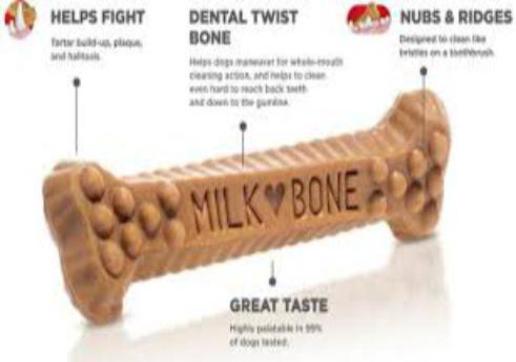 HELPS FIGHT
Tartar build-up, plaque,
and halitosis.
DENTAL TWIST
BONE
Helps dogs maneuver for whole-mouth
cleaning action, and helps to clean
even hard to reach back teeth
and down to the gumline.
NUBS & RIDGES
Designed to clean like
bristles on a toothbrush.
MILK BONE
GREAT TASTE
Highly palatable in 99%
of dogs tested.